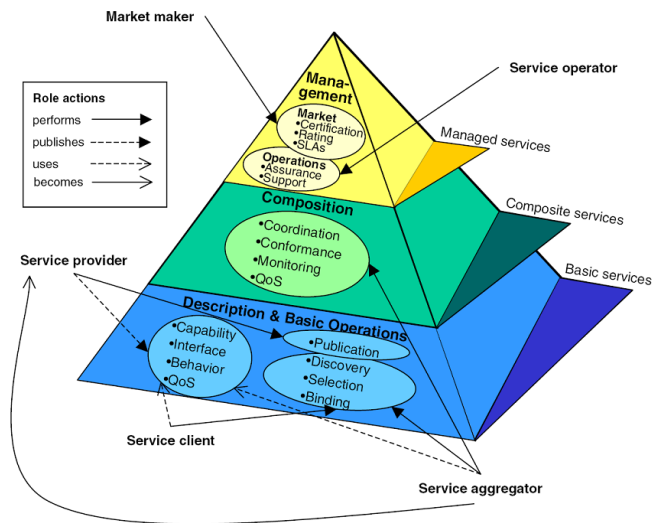 Market maker
Service operator
Role actions
performs
publishes
uses
becomes
Mana-
gement
Market
•Certification
•Rating
•SLAs
Operations
•Assurance
•Support
Managed services
Composition
•Coordination
•Conformance
•Monitoring
•QoS
Composite services
Service provider
Basic services
Description & Basic Operations
•Capability
•Interface
•Behavior
•QoS
•Publication
•Discovery
•Selection
•Binding
Service client
Service aggregator